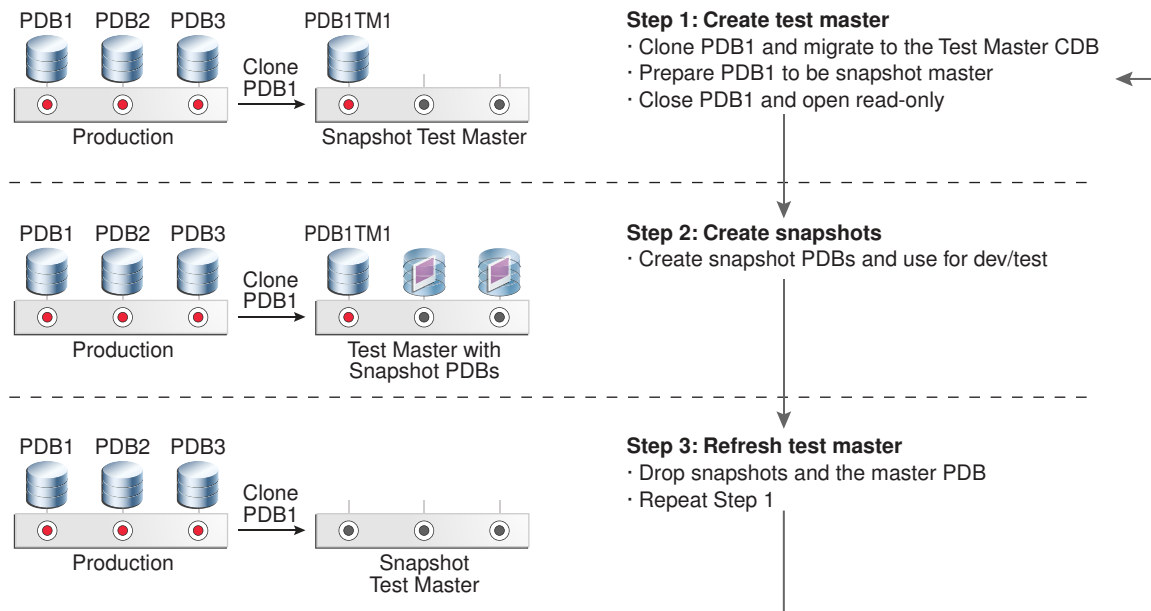 PDB1 PDB2 PDB3
Clone
PDB1
PDB1TM1
Production
Snapshot Test Master
Step 1: Create test master
· Clone PDB1 and migrate to the Test Master CDB
· Prepare PDB1 to be snapshot master
· Close PDB1 and open read-only
PDB1 PDB2 PDB3
Clone
PDB1
PDB1TM1
Production
Test Master with
Snapshot PDBs
Step 2: Create snapshots
· Create snapshot PDBs and use for dev/test
PDB1 PDB2 PDB3
Clone
PDB1
Production
Snapshot
Test Master
Step 3: Refresh test master
· Drop snapshots and the master PDB
· Repeat Step 1